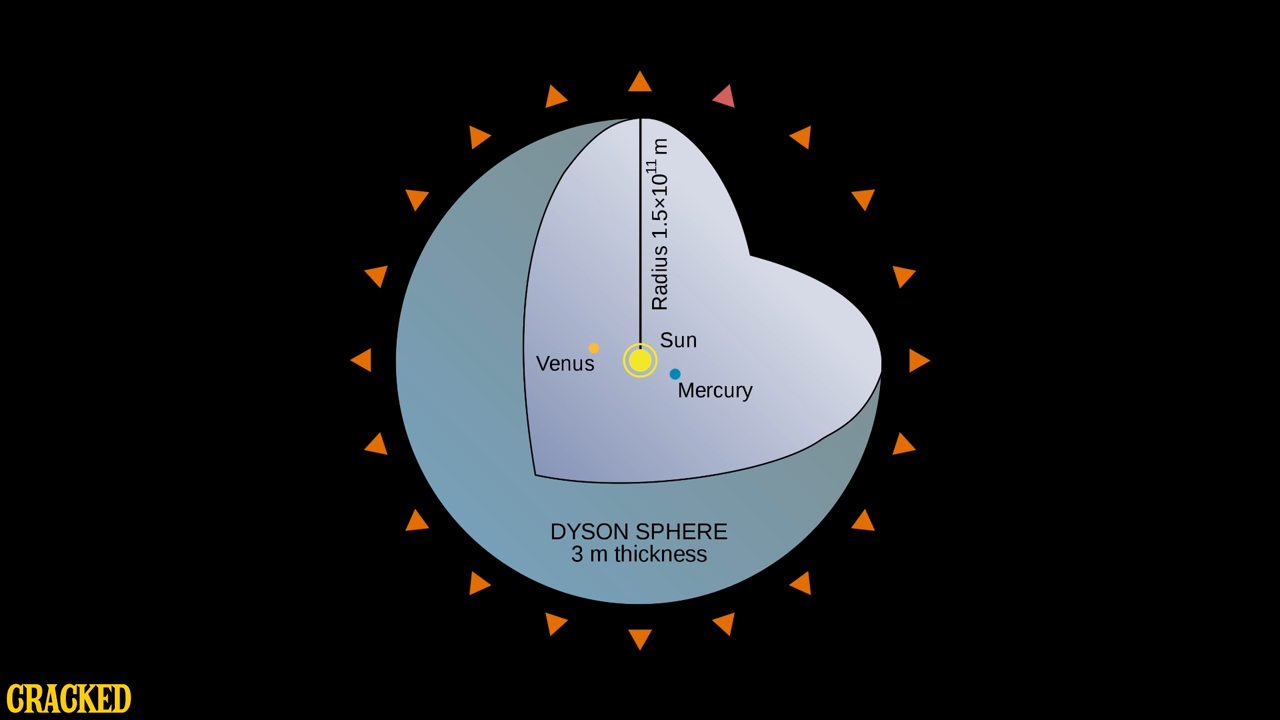 Radius 1.5×10¹¹ m
Sun
Venus
Mercury
DYSON SPHERE
3 m thickness
CRACKED